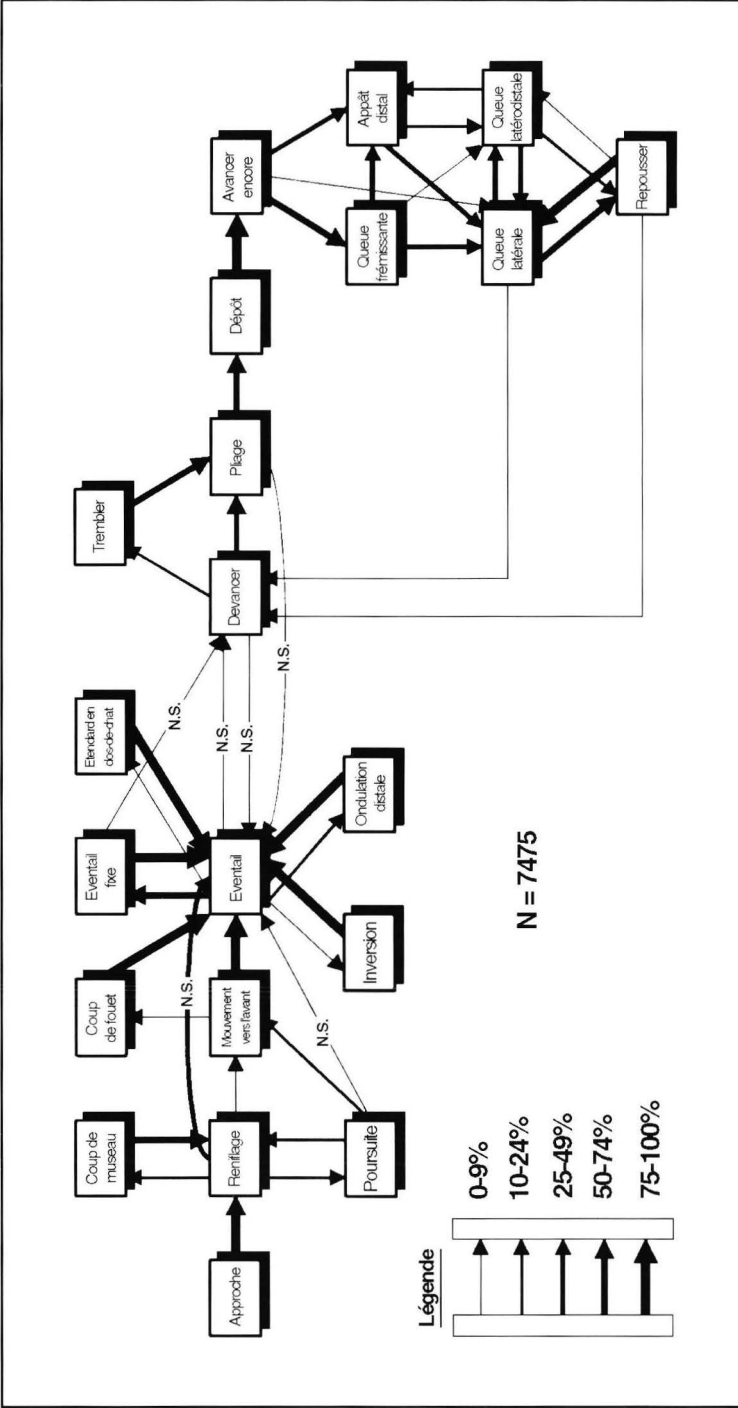 Coup de
museau
Coup
de fouet
Eventail
fixe
Etendard en
dos-de-chat
Trembler
Approche
Reniflage
N.S.
Mouvement
vers l'avant
Eventail
N.S.
N.S.
N.S.
Devancer
Pliage
Dépôt
Avancer
encore
Poursuite
N.S.
Inversion
Ondulation
distale
N.S.
Queue
frémissante
Appât
distal
Queue
latérale
Queue
latérodistale
Repousser
N = 7475
Légende
0-9%
10-24%
25-49%
50-74%
75-100%